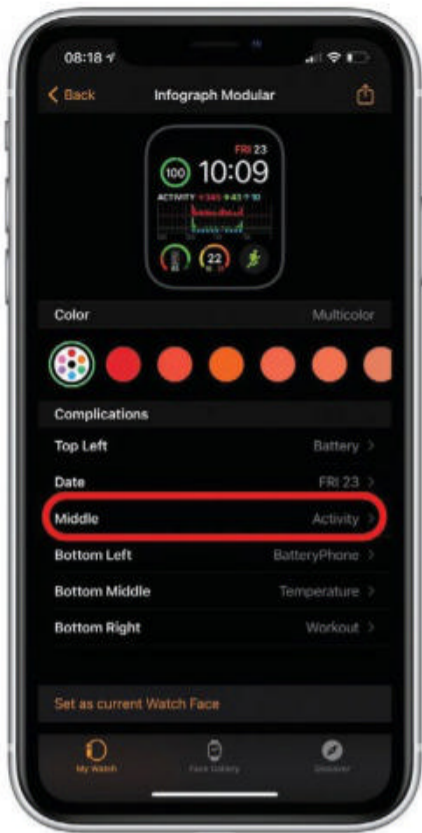 08:18
Back Infograph Modular
FRI 23
100 10:09
ACTIVITY
22
Color Multicolor
Complications
Top Left Battery
Date FRI 23
Middle Activity
Bottom Left BatteryPhone
Bottom Middle Temperature
Bottom Right Workout
Set as current Watch Face
My Watch Face Gallery Discover